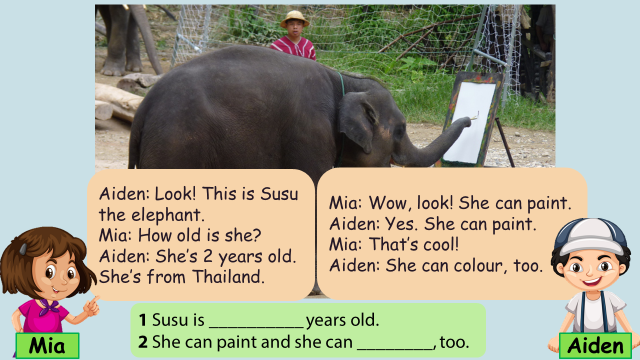 Aiden: Look! This is Susu
the elephant.
Mia: How old is she?
Aiden: She's 2 years old.
She's from Thailand.
Mia: Wow, look! She can paint.
Aiden: Yes. She can paint.
Mia: That's cool!
Aiden: She can colour, too.
1 Susu is ___________ years old.
2 She can paint and she can _________, too.
Mia
Aiden